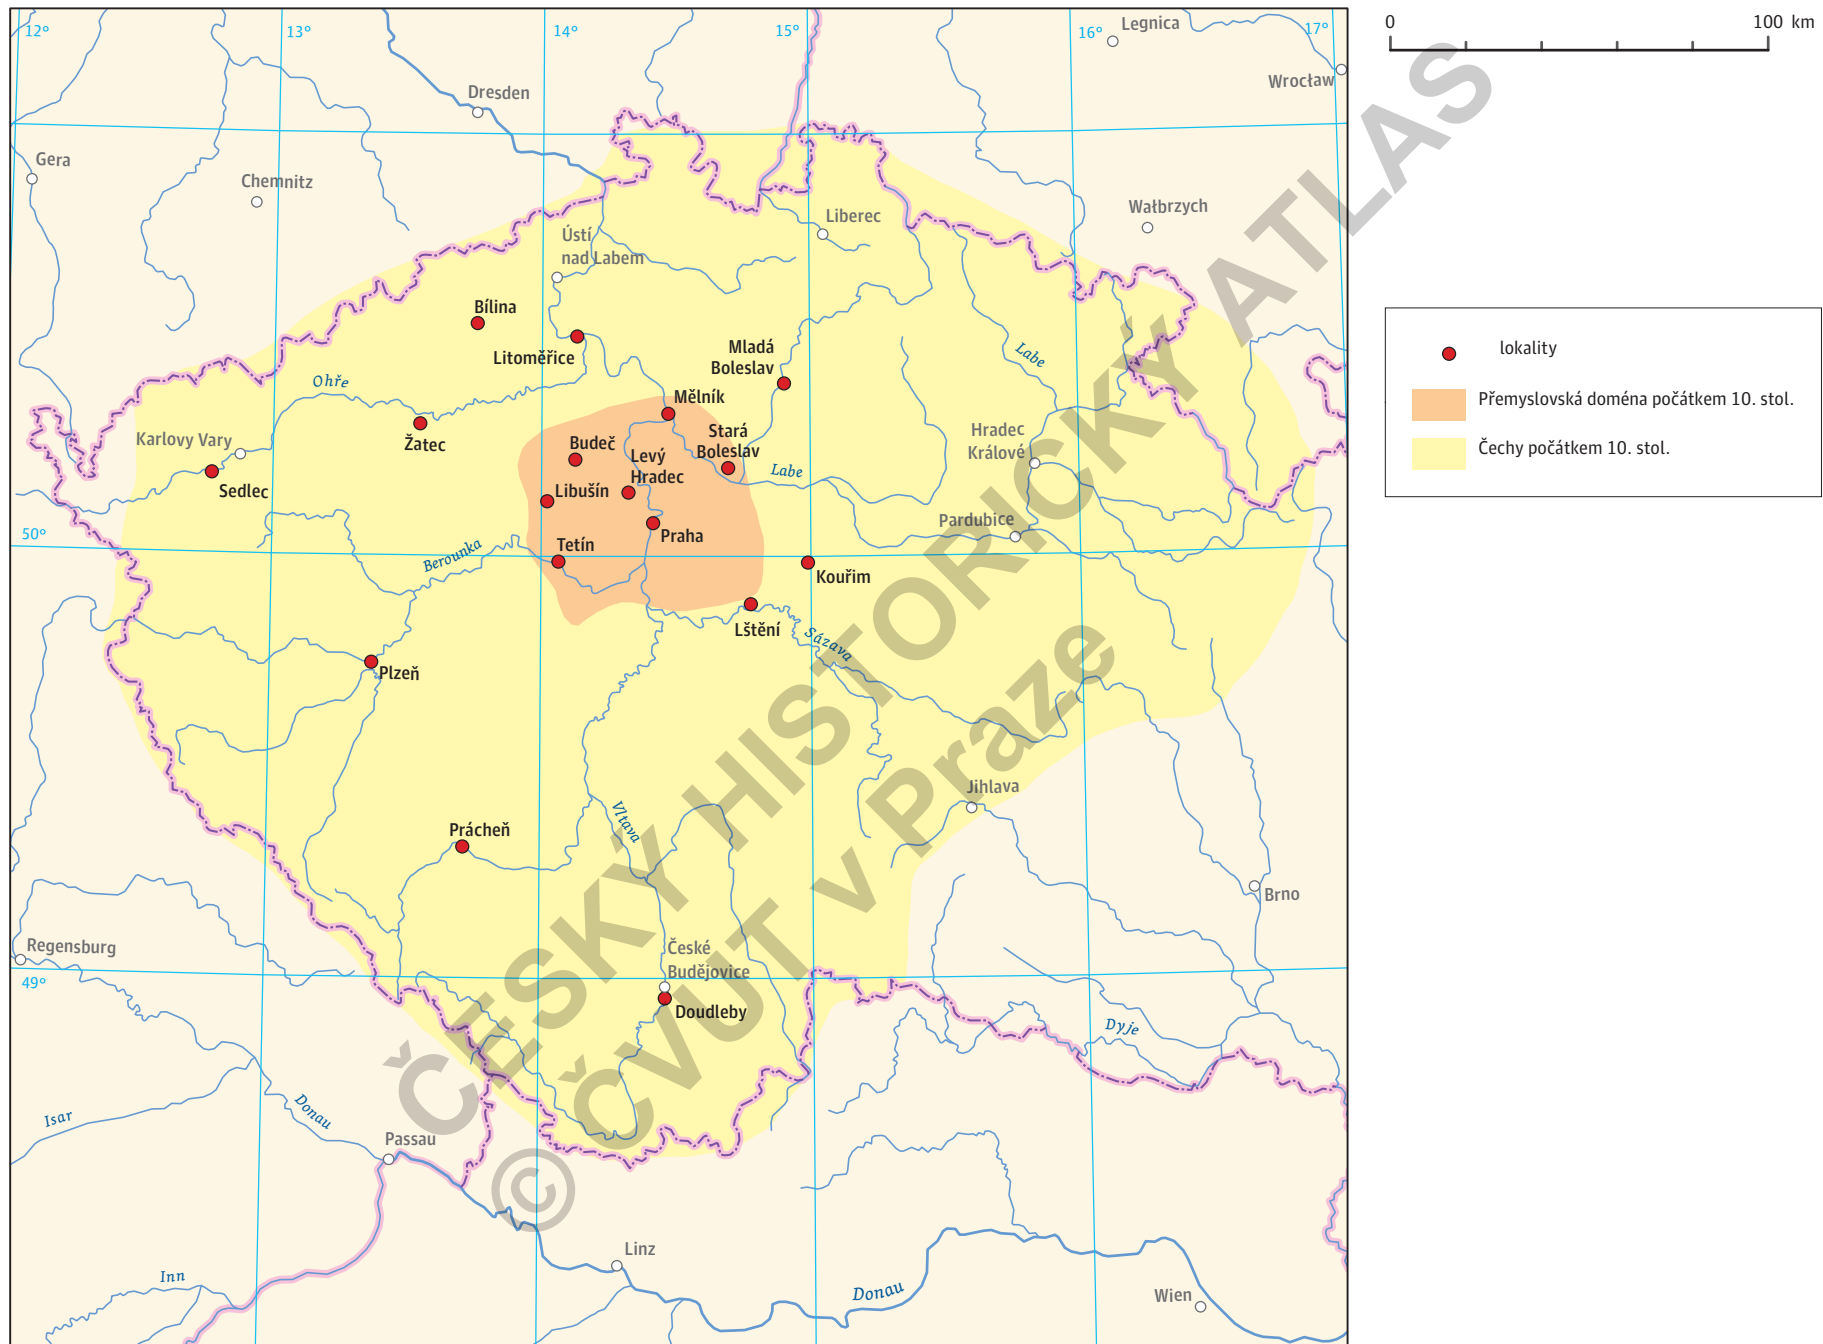 12°
13°
14°
15°
16°
17°
0
100 km
Legnica
Wrocław
Dresden
Gera
Chemnitz
Wałbrzych
Liberec
Ústí
nad Labem
Bílina
Litoměřice
Mladá
Boleslav
Labe
lokality
Přemyslovská doména počátkem 10. stol.
Čechy počátkem 10. stol.
Ohře
Mělník
Žatec
Karlovy Vary
Sedlec
Budeč
Levý
Hradec
Stará
Boleslav
Labe
Hradec
Králové
Libušín
Praha
Pardubice
50°
Berounka
Tetín
Kouřim
Lštění
Sázava
Plzeň
Jihlava
Vltava
Prácheň
Brno
Regensburg
České
Budějovice
49°
Doudleby
Dyje
Isar
Donau
Passau
Linz
Inn
Donau
Wien
ČESKÝ HISTORICKÝ ATLAS
© ČVUT v Praze